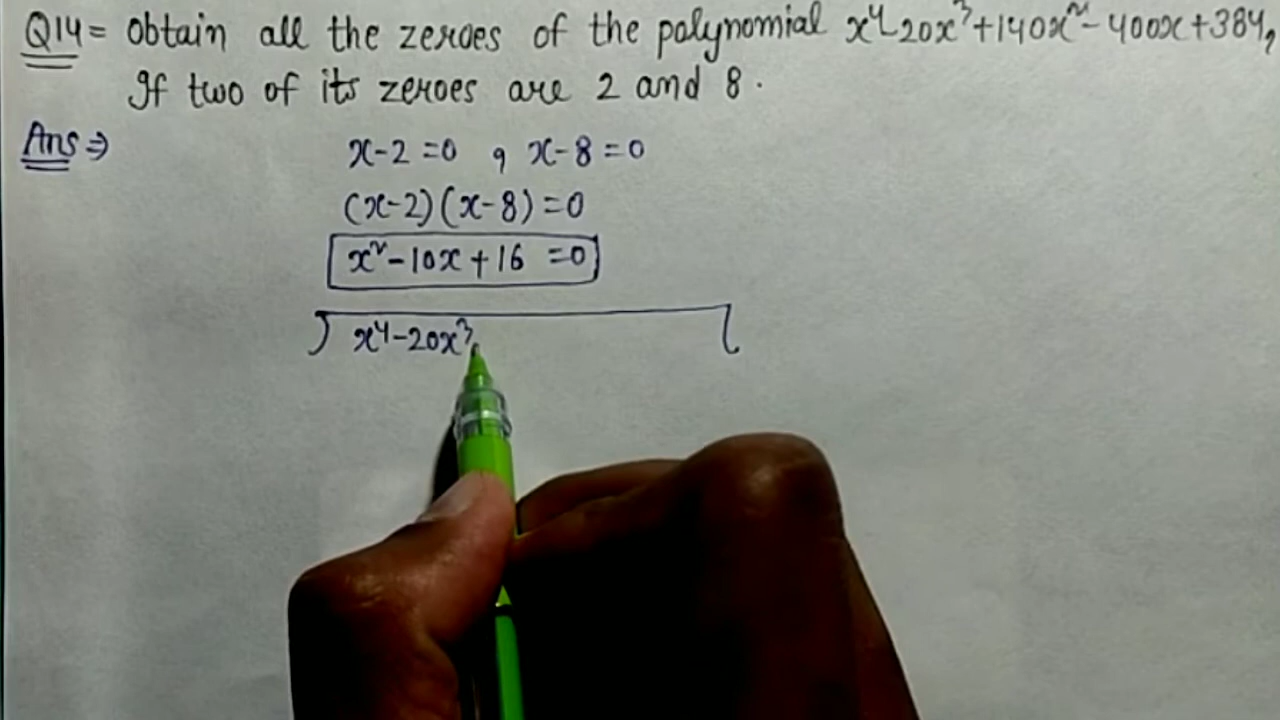 Q14 = Obtain all the zeroes of the polynomial x⁴-20x³+140x²-400x+384,
If two of its zeroes are 2 and 8.
Ans ⇒
x-2=0 , x-8=0
(x-2)(x-8)=0
x²-10x+16 =0
x⁴-20x³